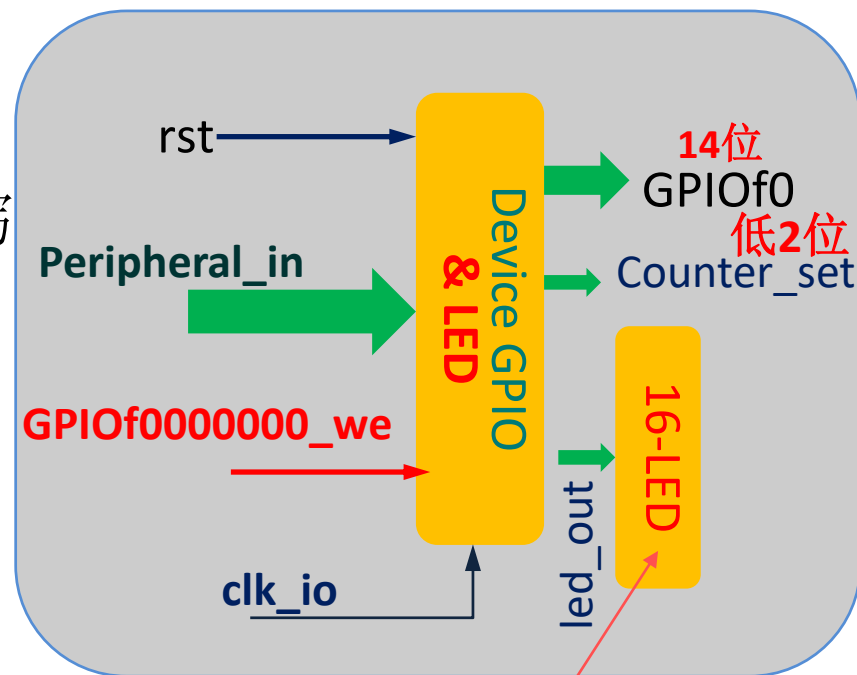 rst
14位
GPIOf0
低2位
Peripheral_in
Counter_set
Device GPIO
& LED
GPIOf0000000_we
16-LED
led_out
clk_io